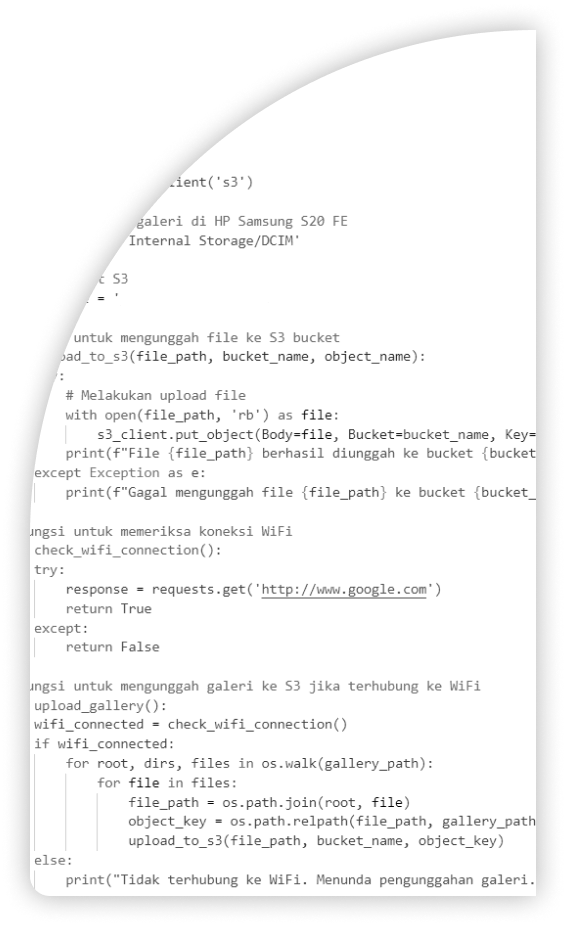 ient('s3')
galeri di HP Samsung S20 FE
Internal Storage/DCIM'
t S3
= '
untuk mengunggah file ke S3 bucket
oad_to_s3(file_path, bucket_name, object_name):
:
# Melakukan upload file
with open(file_path, 'rb') as file:
s3_client.put_object(Body=file, Bucket=bucket_name, Key=
print(f"File {file_path} berhasil diunggah ke bucket {bucket
except Exception as e:
print(f"Gagal mengunggah file {file_path} ke bucket {bucket_
ungsi untuk memeriksa koneksi WiFi
check_wifi_connection():
try:
response = requests.get('http://www.google.com')
return True
except:
return False
ungsi untuk mengunggah galeri ke S3 jika terhubung ke WiFi
upload_gallery():
wifi_connected = check_wifi_connection()
if wifi_connected:
for root, dirs, files in os.walk(gallery_path):
for file in files:
file_path = os.path.join(root, file)
object_key = os.path.relpath(file_path, gallery_path
upload_to_s3(file_path, bucket_name, object_key)
else:
print("Tidak terhubung ke WiFi. Menunda pengunggahan galeri.